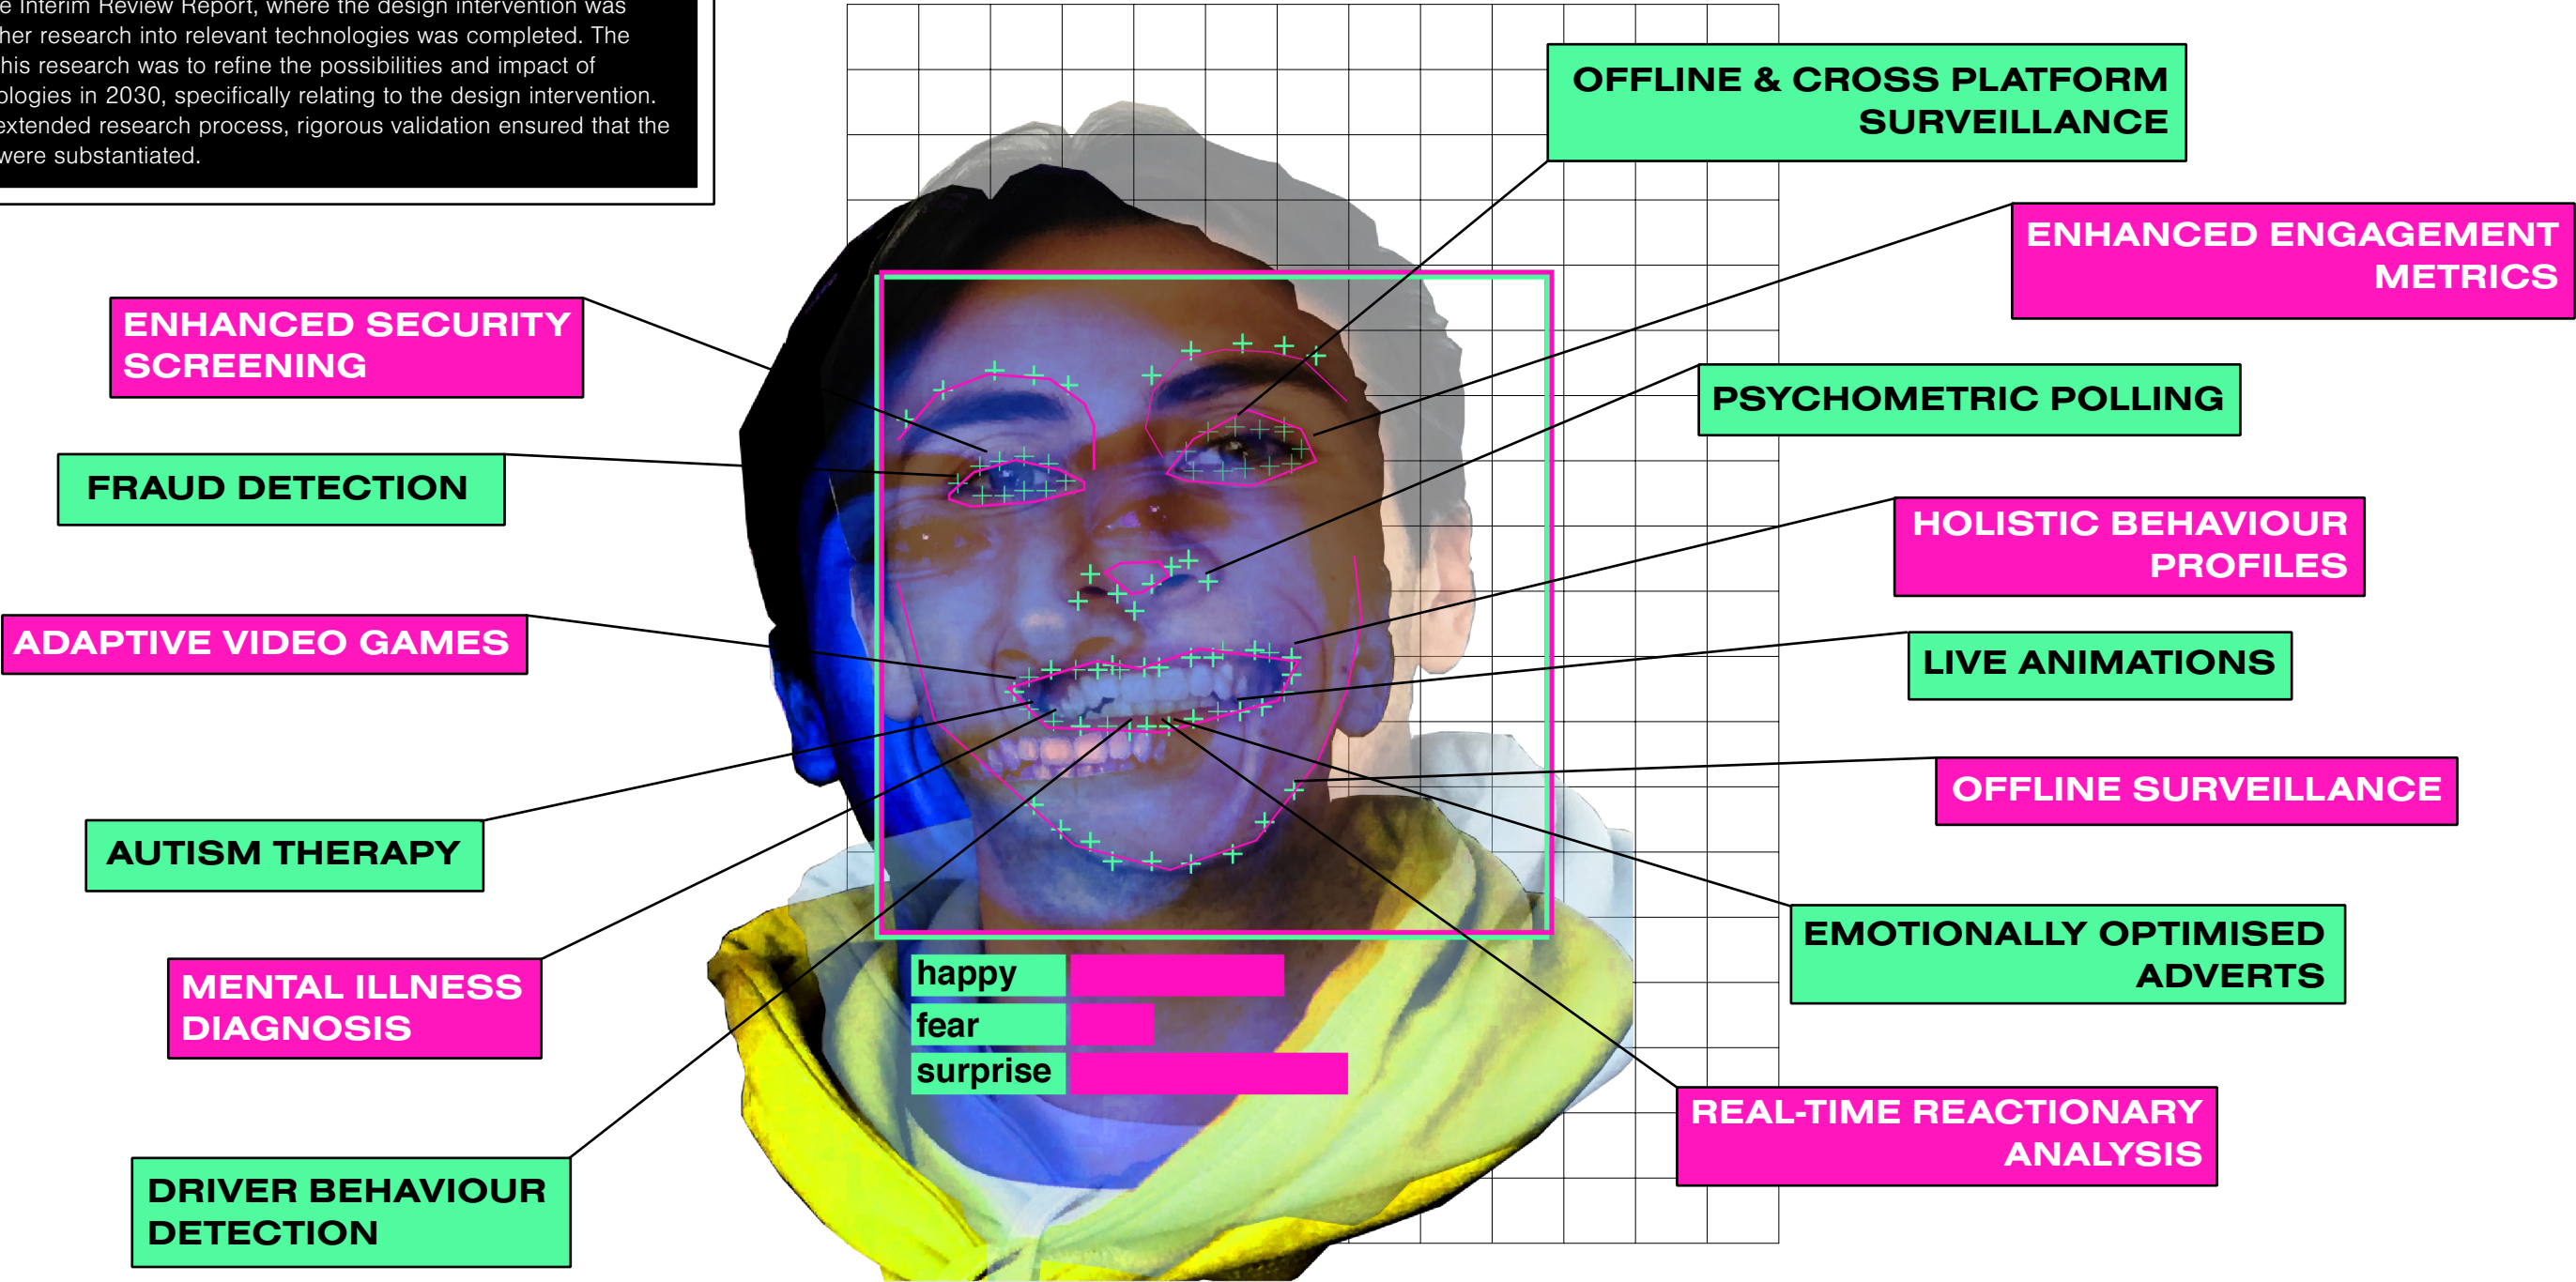 e Interim Review Report, where the design intervention was
her research into relevant technologies was completed. The
his research was to refine the possibilities and impact of
ologies in 2030, specifically relating to the design intervention.
extended research process, rigorous validation ensured that the
were substantiated.
OFFLINE & CROSS PLATFORM
SURVEILLANCE
ENHANCED ENGAGEMENT
METRICS
ENHANCED SECURITY
SCREENING
PSYCHOMETRIC POLLING
FRAUD DETECTION
HOLISTIC BEHAVIOUR
PROFILES
ADAPTIVE VIDEO GAMES
LIVE ANIMATIONS
OFFLINE SURVEILLANCE
AUTISM THERAPY
EMOTIONALLY OPTIMISED
ADVERTS
MENTAL ILLNESS
DIAGNOSIS
happy
fear
surprise
REAL-TIME REACTIONARY
ANALYSIS
DRIVER BEHAVIOUR
DETECTION